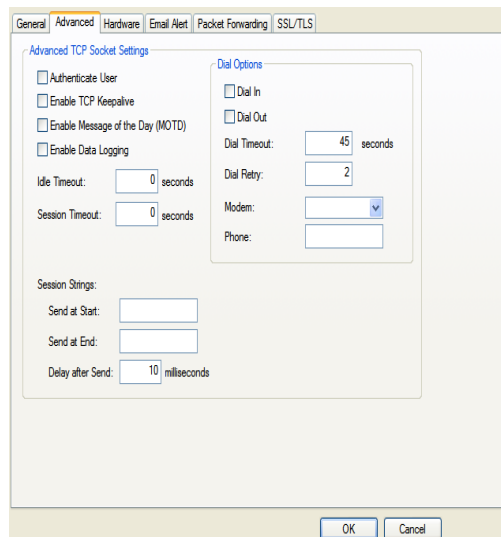 General Advanced Hardware Email Alert Packet Forwarding SSL/TLS
Advanced TCP Socket Settings
Authenticate User
Enable TCP Keepalive
Enable Message of the Day (MOTD)
Enable Data Logging
Idle Timeout: 0 seconds
Session Timeout: 0 seconds
Dial Options
Dial In
Dial Out
Dial Timeout: 45 seconds
Dial Retry: 2
Modem:
Phone:
Session Strings:
Send at Start:
Send at End:
Delay after Send: 10 milliseconds
OK Cancel